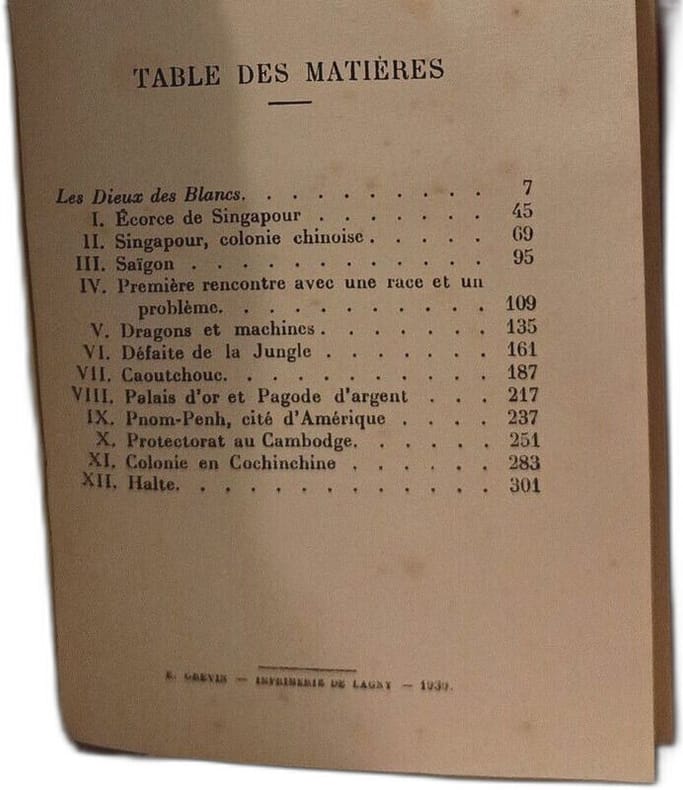 TABLE DES MATIÈRES
Les Dieux des Blancs. . . . . . . . . . 7
I. Écorce de Singapour . . . . . . . 45
II. Singapour, colonie chinoise . . . . . 69
III. Saïgon . . . . . . . . . . . . 95
IV. Première rencontre avec une race et un
problème. . . . . . . . . . . 109
V. Dragons et machines . . . . . . . 135
VI. Défaite de la Jungle . . . . . . . 161
VII. Caoutchouc. . . . . . . . . . . 187
VIII. Palais d'or et Pagode d'argent . . . 217
IX. Pnom-Penh, cité d'Amérique . . . . 237
X. Protectorat au Cambodge. . . . . . 251
XI. Colonie en Cochinchine . . . . . . 283
XII. Halte. . . . . . . . . . . . . 301
E. GREVIN — IMPRIMERIE DE LAGNY — 1930.